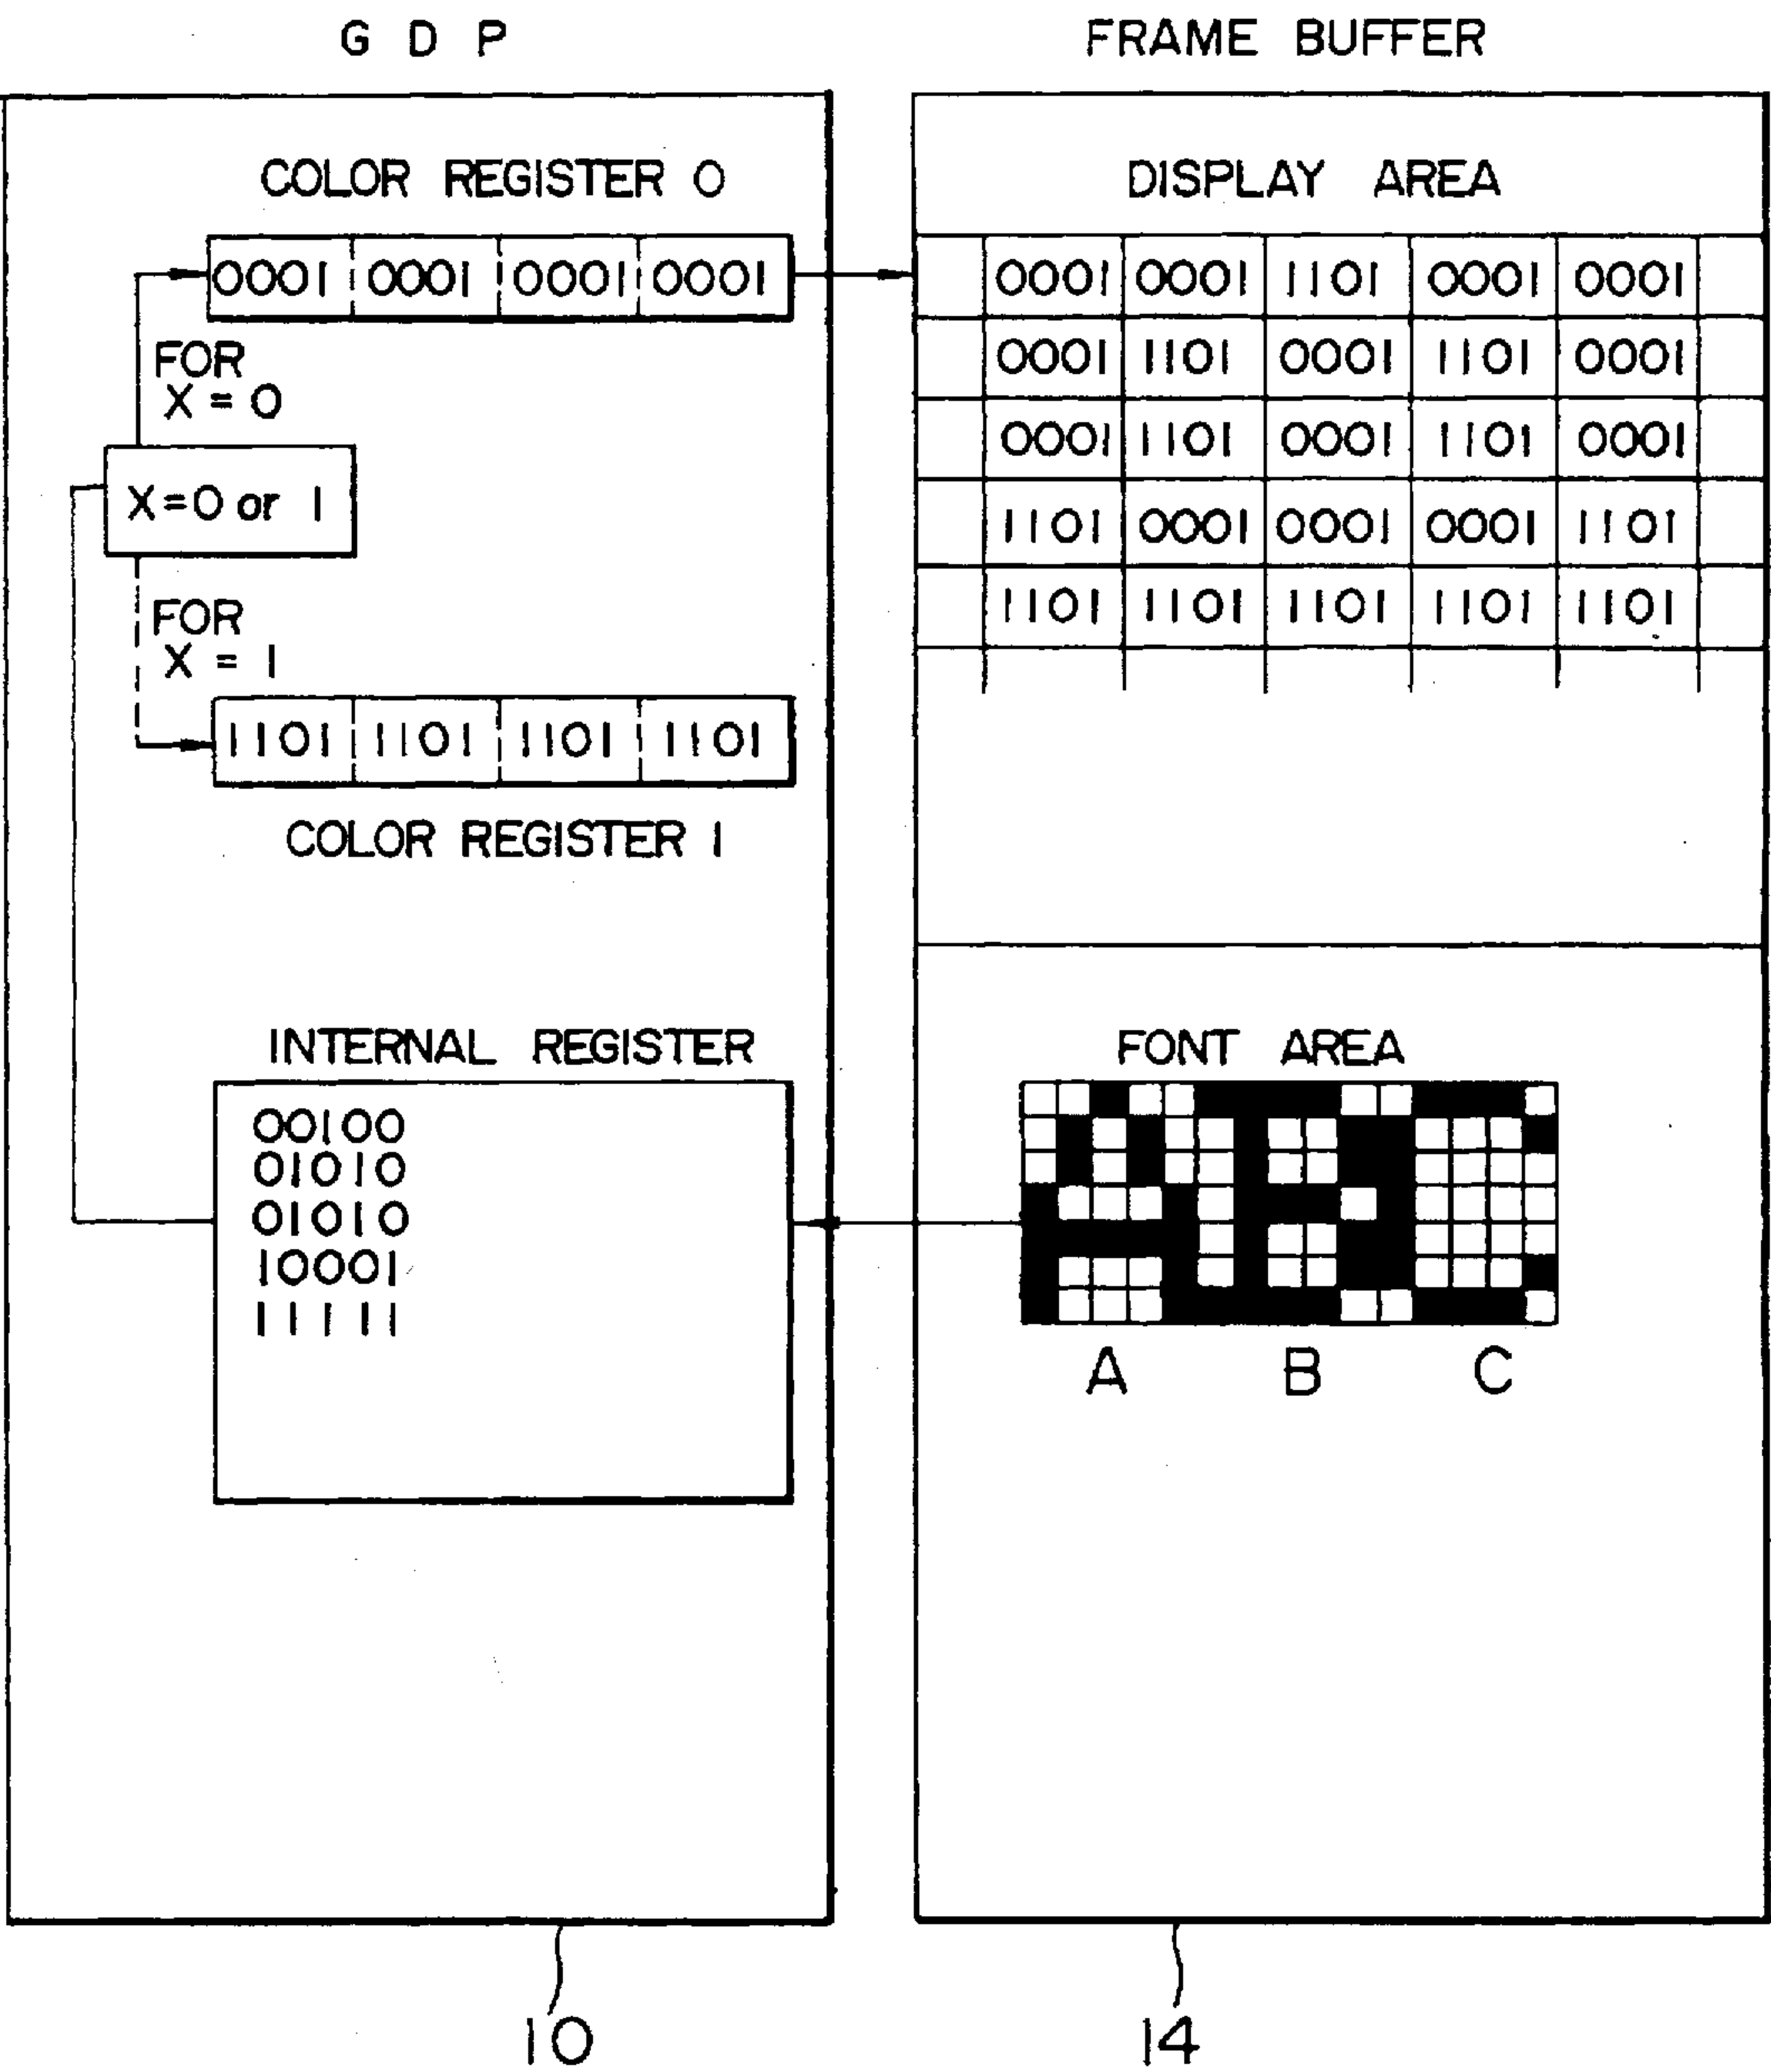 G D P
COLOR REGISTER 0
0001 0001 0001 0001
FOR
X = 0
X=0 or 1
FOR
X = 1
1101 1101 1101 1101
COLOR REGISTER 1
INTERNAL REGISTER
00100
01010
01010
10001
11111
10
FRAME BUFFER
DISPLAY AREA
0001 0001 1101 0001 0001
0001 1101 0001 1101 0001
0001 1101 0001 1101 0001
1101 0001 0001 0001 1101
1101 1101 1101 1101 1101
FONT AREA
A B C
14